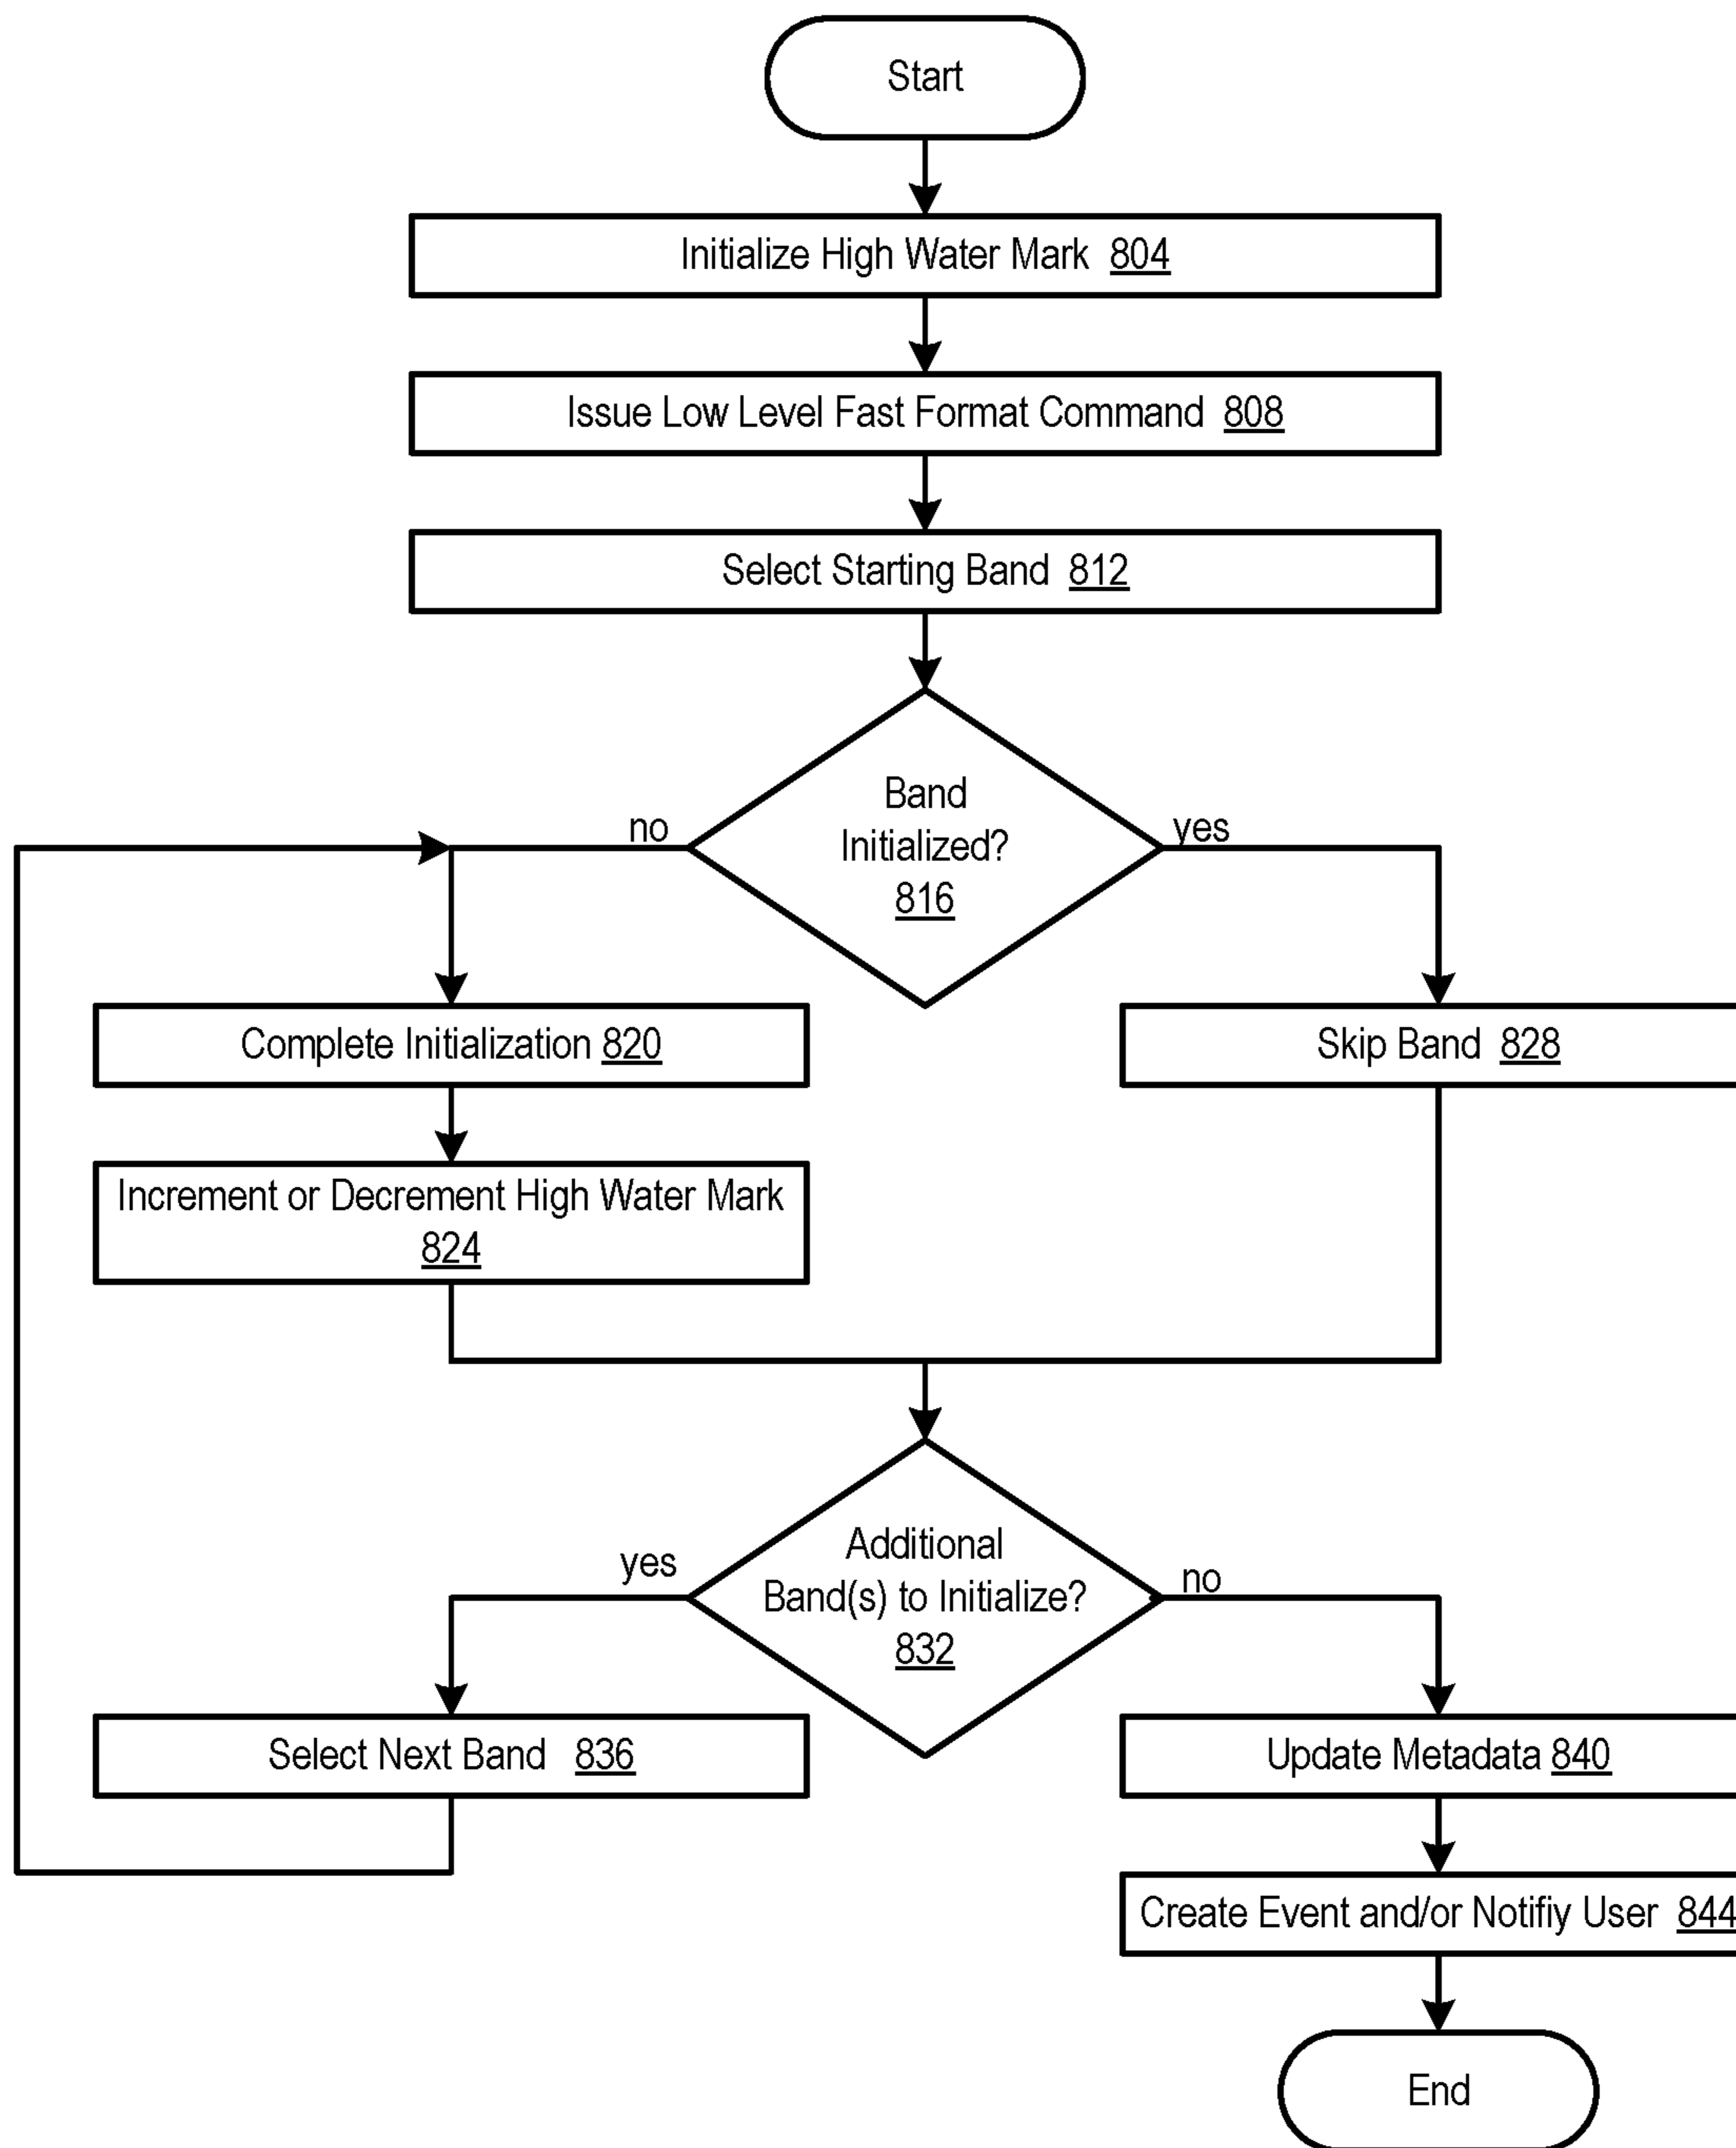 Start
Initialize High Water Mark 804
Issue Low Level Fast Format Command 808
Select Starting Band 812
Band
Initialized?
816
no
yes
Complete Initialization 820
Skip Band 828
Increment or Decrement High Water Mark
824
Additional
Band(s) to Initialize?
832
yes
no
Select Next Band 836
Update Metadata 840
Create Event and/or Notifiy User 844
End